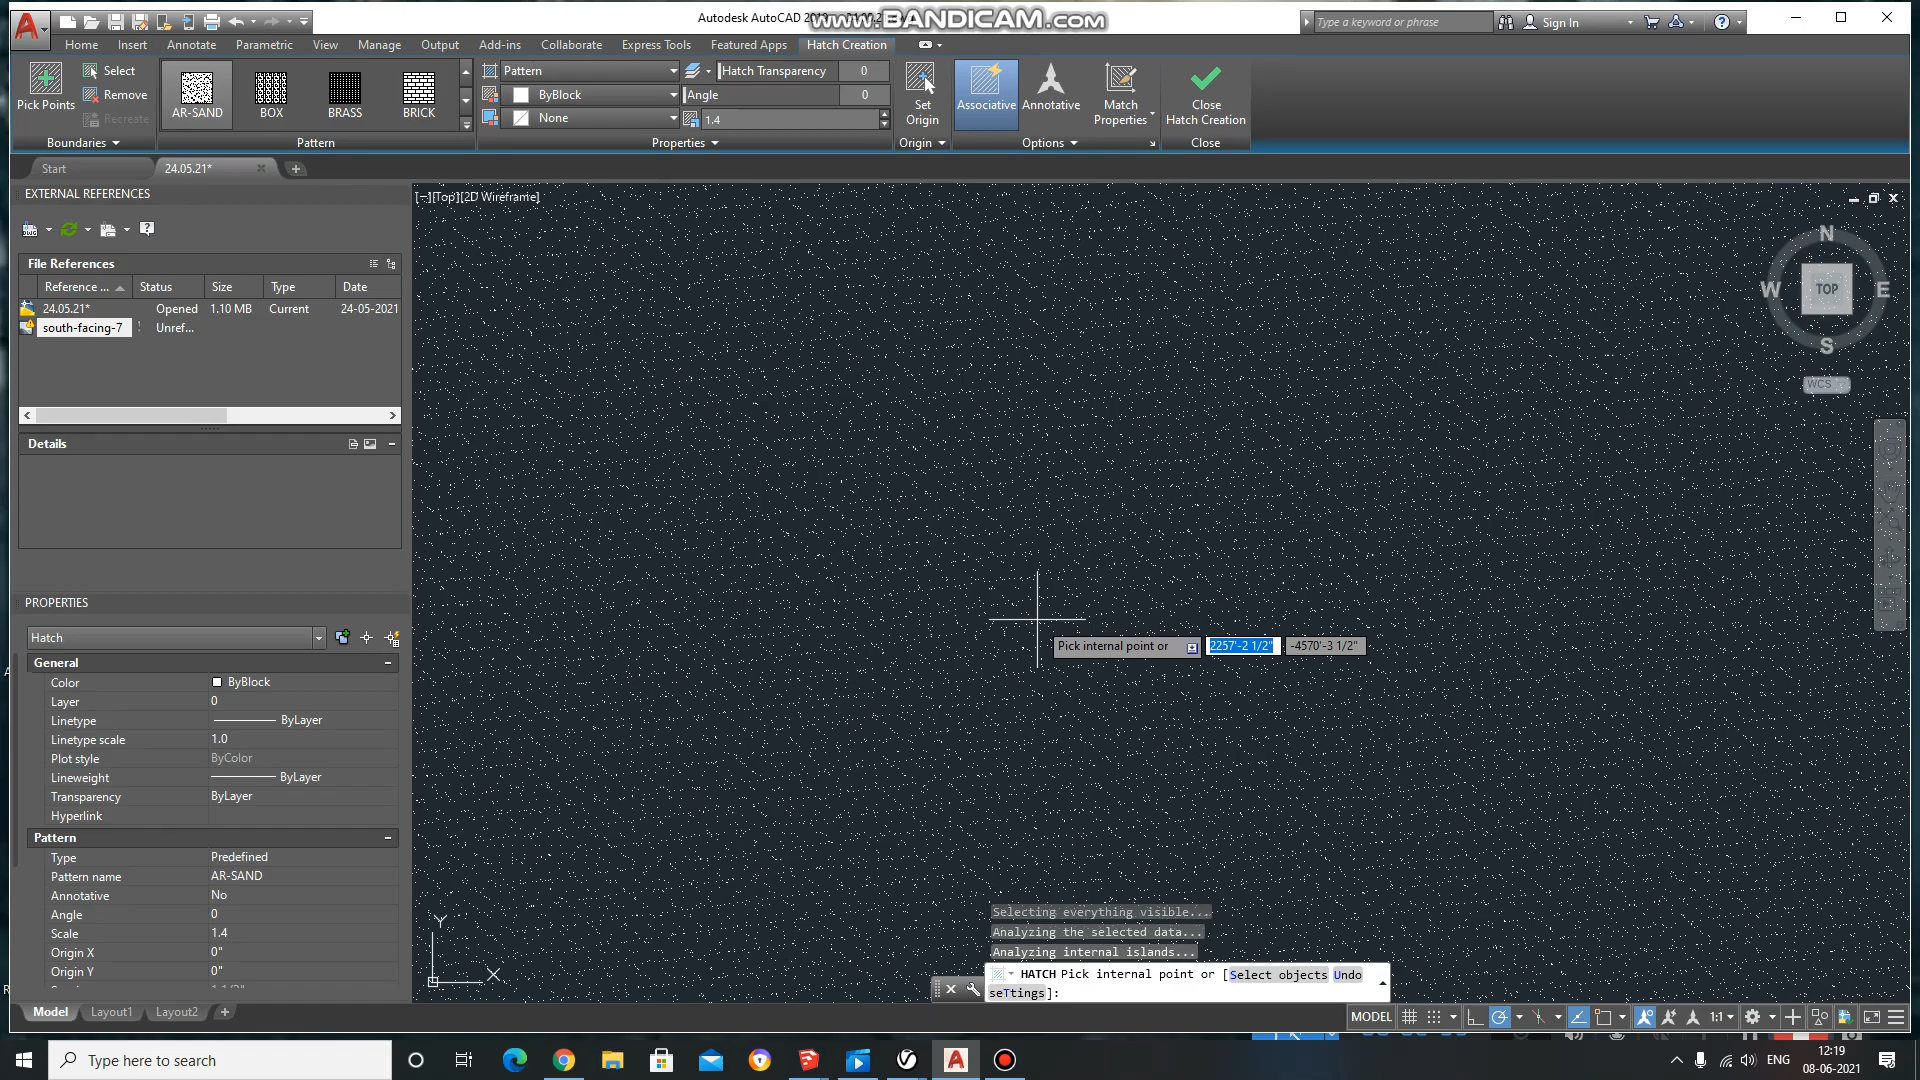 Autodesk AutoCAD
www.BANDICAM.com
Type a keyword or phrase
Sign In
Home Insert Annotate Parametric View Manage Output Add-ins Collaborate Express Tools Featured Apps Hatch Creation
Pick Points
Select
Remove
Recreate
AR-SAND
BOX
BRASS
BRICK
Pattern
ByBlock
None
Hatch Transparency 0
Angle 0
1.4
Set Origin
Associative
Annotative
Match Properties
Close Hatch Creation
Boundaries
Pattern
Properties
Origin
Options
Close
Start
24.05.21*
EXTERNAL REFERENCES
[−][Top][2D Wireframe]
File References
Reference ... Status Size Type Date
24.05.21* Opened 1.10 MB Current 24-05-2021
south-facing-7 ! Unref...
Details
N
W TOP E
S
WCS
PROPERTIES
Hatch
General
Color ByBlock
Layer 0
Linetype ByLayer
Linetype scale 1.0
Plot style ByColor
Lineweight ByLayer
Transparency ByLayer
Hyperlink
Pattern
Type Predefined
Pattern name AR-SAND
Annotative No
Angle 0
Scale 1.4
Origin X 0"
Origin Y 0"
Pick internal point or 2257'-2 1/2" -4570'-3 1/2"
Y
X
Selecting everything visible...
Analyzing the selected data...
Analyzing internal islands...
HATCH Pick internal point or [Select objects Undo
seTtings]:
Model Layout1 Layout2
MODEL 1:1
Type here to search
ENG
12:19
08-06-2021